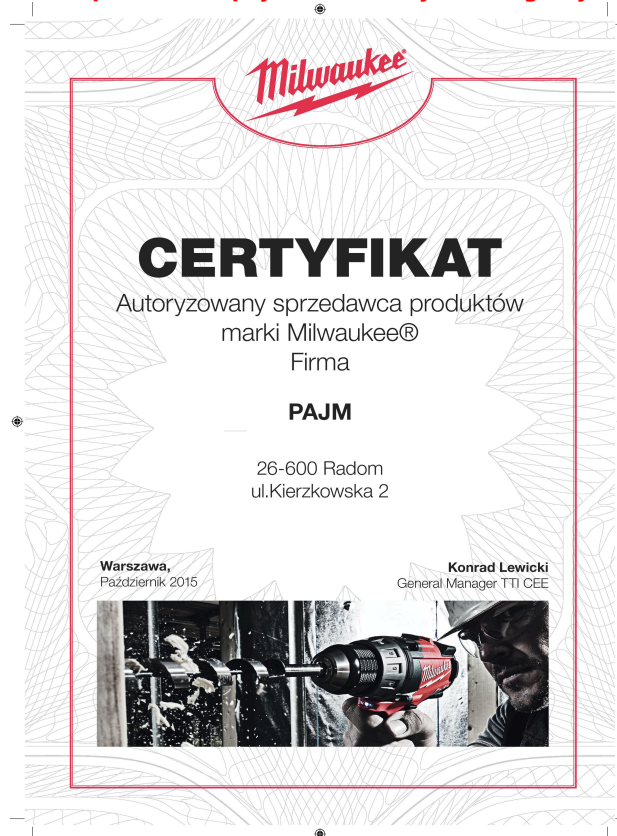 Milwaukee®
CERTYFIKAT
Autoryzowany sprzedawca produktów
marki Milwaukee®
Firma
PAJM
26-600 Radom
ul.Kierzkowska 2
Warszawa,
Październik 2015
Konrad Lewicki
General Manager TTI CEE
Milwaukee